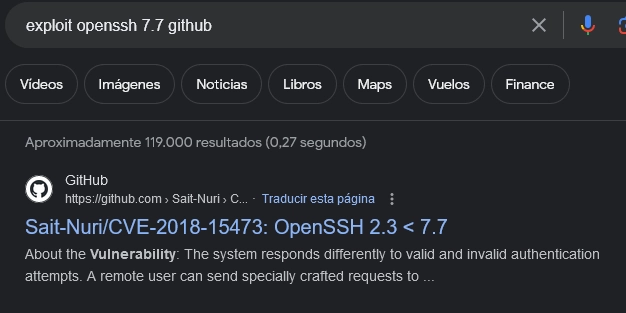 exploit openssh 7.7 github
Vídeos
Imágenes
Noticias
Libros
Maps
Vuelos
Finance
Aproximadamente 119.000 resultados (0,27 segundos)
GitHub
https://github.com › Sait-Nuri › C... · Traducir esta página
Sait-Nuri/CVE-2018-15473: OpenSSH 2.3 < 7.7
About the Vulnerability: The system responds differently to valid and invalid authentication
attempts. A remote user can send specially crafted requests to ...